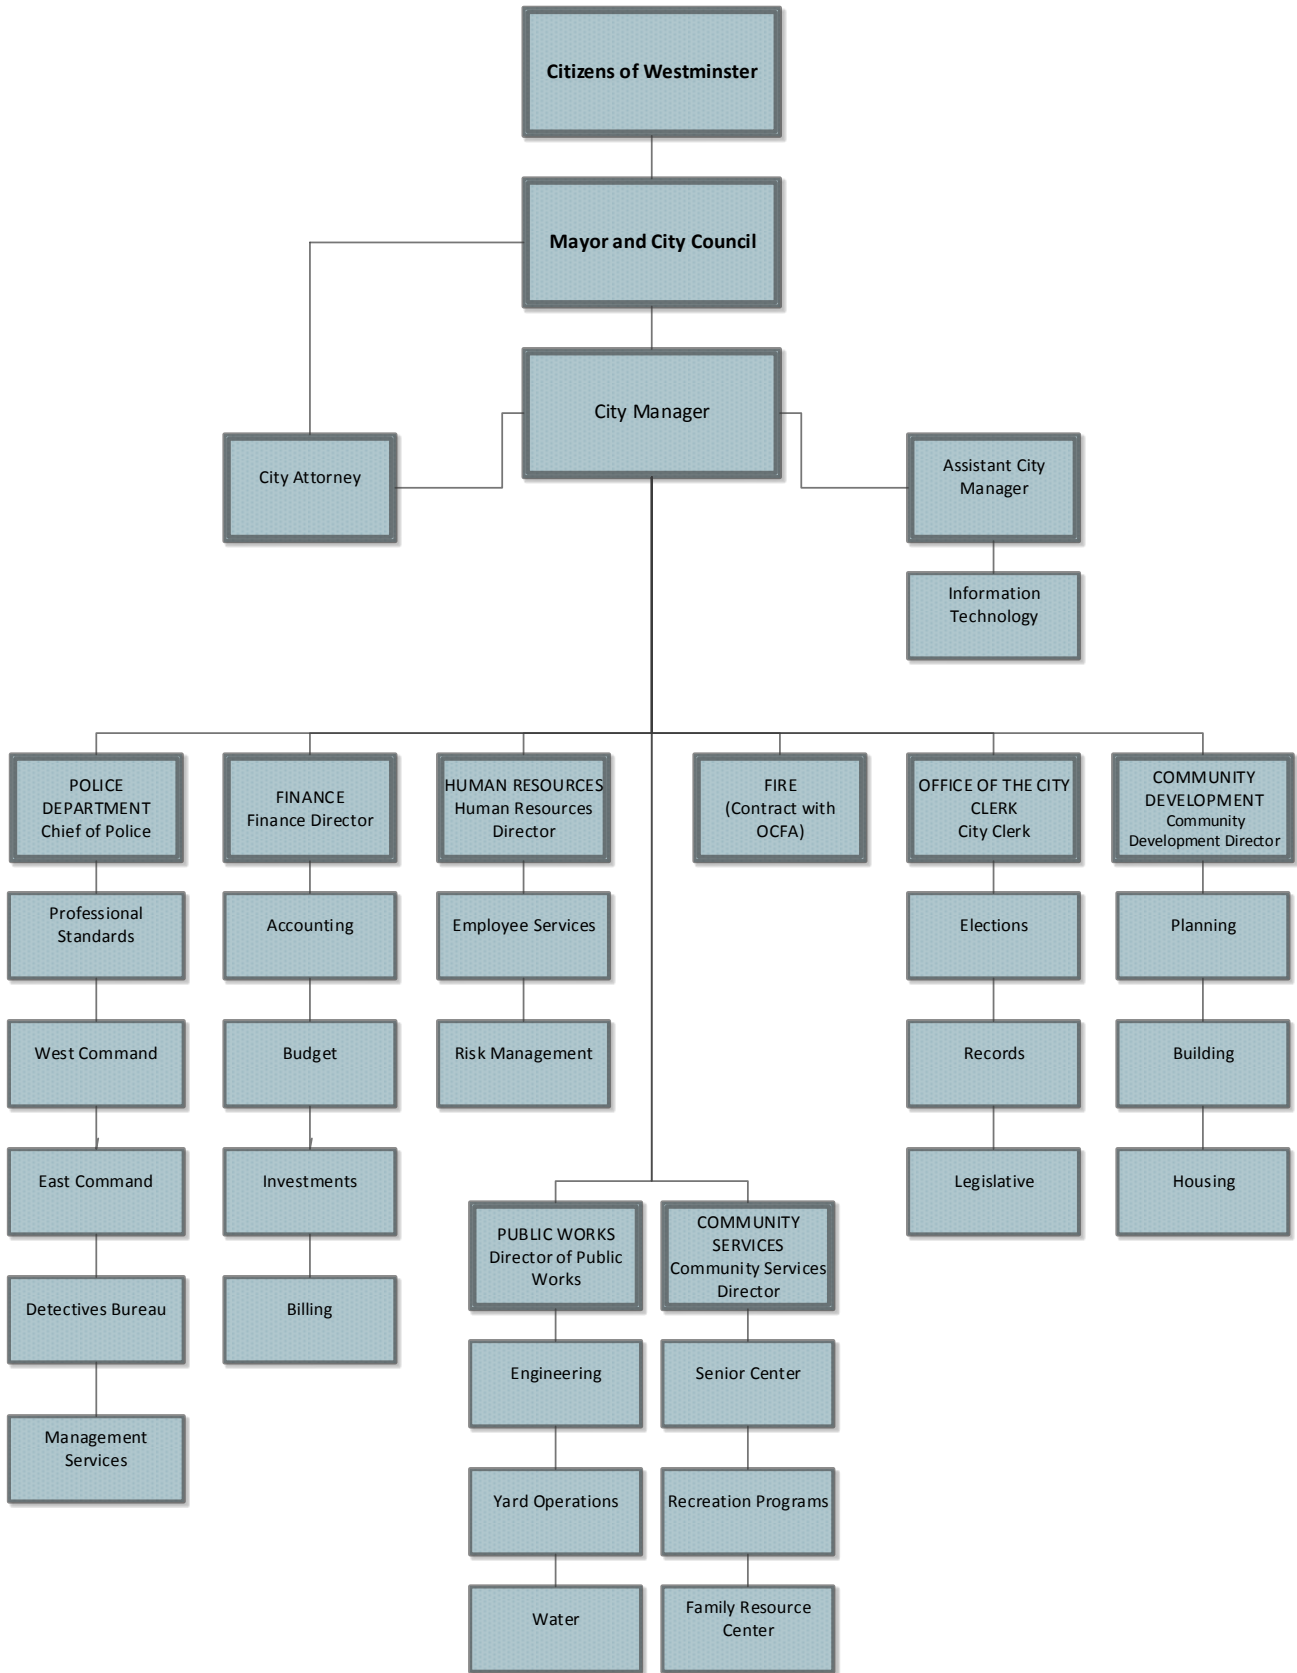 Citizens of Westminster
Mayor and City Council
City Manager
City Attorney
Assistant City
Manager
Information
Technology
POLICE
DEPARTMENT
Chief of Police
FINANCE
Finance Director
HUMAN RESOURCES
Human Resources
Director
FIRE
(Contract with
OCFA)
OFFICE OF THE CITY
CLERK
City Clerk
COMMUNITY
DEVELOPMENT
Community
Development Director
Professional
Standards
Accounting
Employee Services
Elections
Planning
West Command
Budget
Risk Management
Records
Building
East Command
Investments
Legislative
Housing
PUBLIC WORKS
Director of Public
Works
COMMUNITY
SERVICES
Community Services
Director
Detectives Bureau
Billing
Engineering
Senior Center
Management
Services
Yard Operations
Recreation Programs
Water
Family Resource
Center